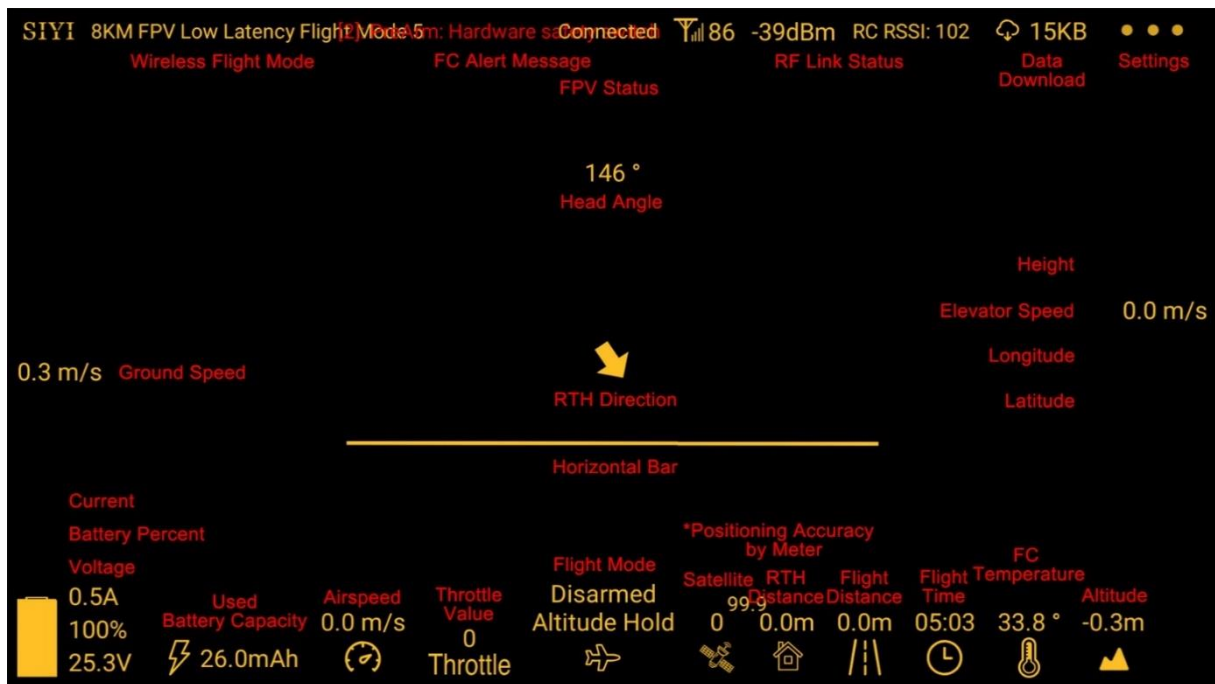 SIYI 8KM FPV Low Latency Flight Mode 5 [2] PreArm: Hardware safety switch Connected 86 -39dBm RC RSSI: 102 15KB
Wireless Flight Mode FC Alert Message RF Link Status Data Download Settings
FPV Status
146 °
Head Angle
Height
Elevator Speed 0.0 m/s
Longitude
0.3 m/s Ground Speed
RTH Direction Latitude
Horizontal Bar
Current
Battery Percent
Voltage
*Positioning Accuracy
by Meter
0.5A
100%
25.3V
Used
Battery Capacity
26.0mAh
Airspeed
0.0 m/s
Throttle
Value
0
Throttle
Flight Mode
Disarmed
Altitude Hold
Satellite
99.9
0
RTH
Distance
0.0m
Flight
Distance
0.0m
Flight
Time
05:03
FC
Temperature
33.8 °
Altitude
-0.3m